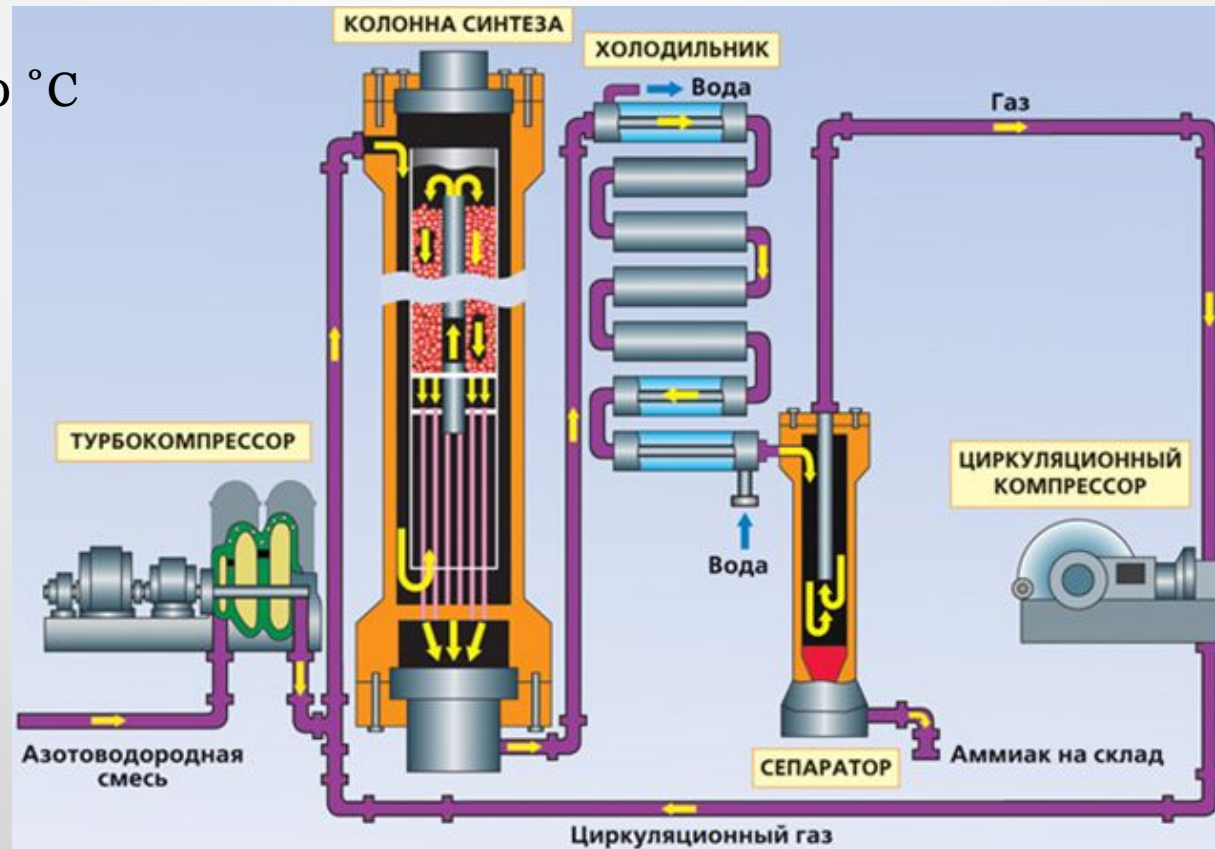 КОЛОННА СИНТЕЗА
ХОЛОДИЛЬНИК
°C
Вода
Газ
ТУРБОКОМПРЕССОР
ЦИРКУЛЯЦИОННЫЙ
КОМПРЕССОР
Вода
Азотоводородная
смесь
СЕПАРАТОР
Аммиак на склад
Циркуляционный газ